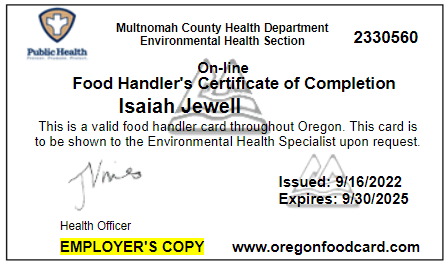 Multnomah County Health Department
Environmental Health Section
2330560
Public Health
Prevent. Promote. Protect.
On-line
Food Handler's Certificate of Completion
Isaiah Jewell
This is a valid food handler card throughout Oregon. This card is
to be shown to the Environmental Health Specialist upon request.
Issued: 9/16/2022
Expires: 9/30/2025
Health Officer
EMPLOYER'S COPY
www.oregonfoodcard.com